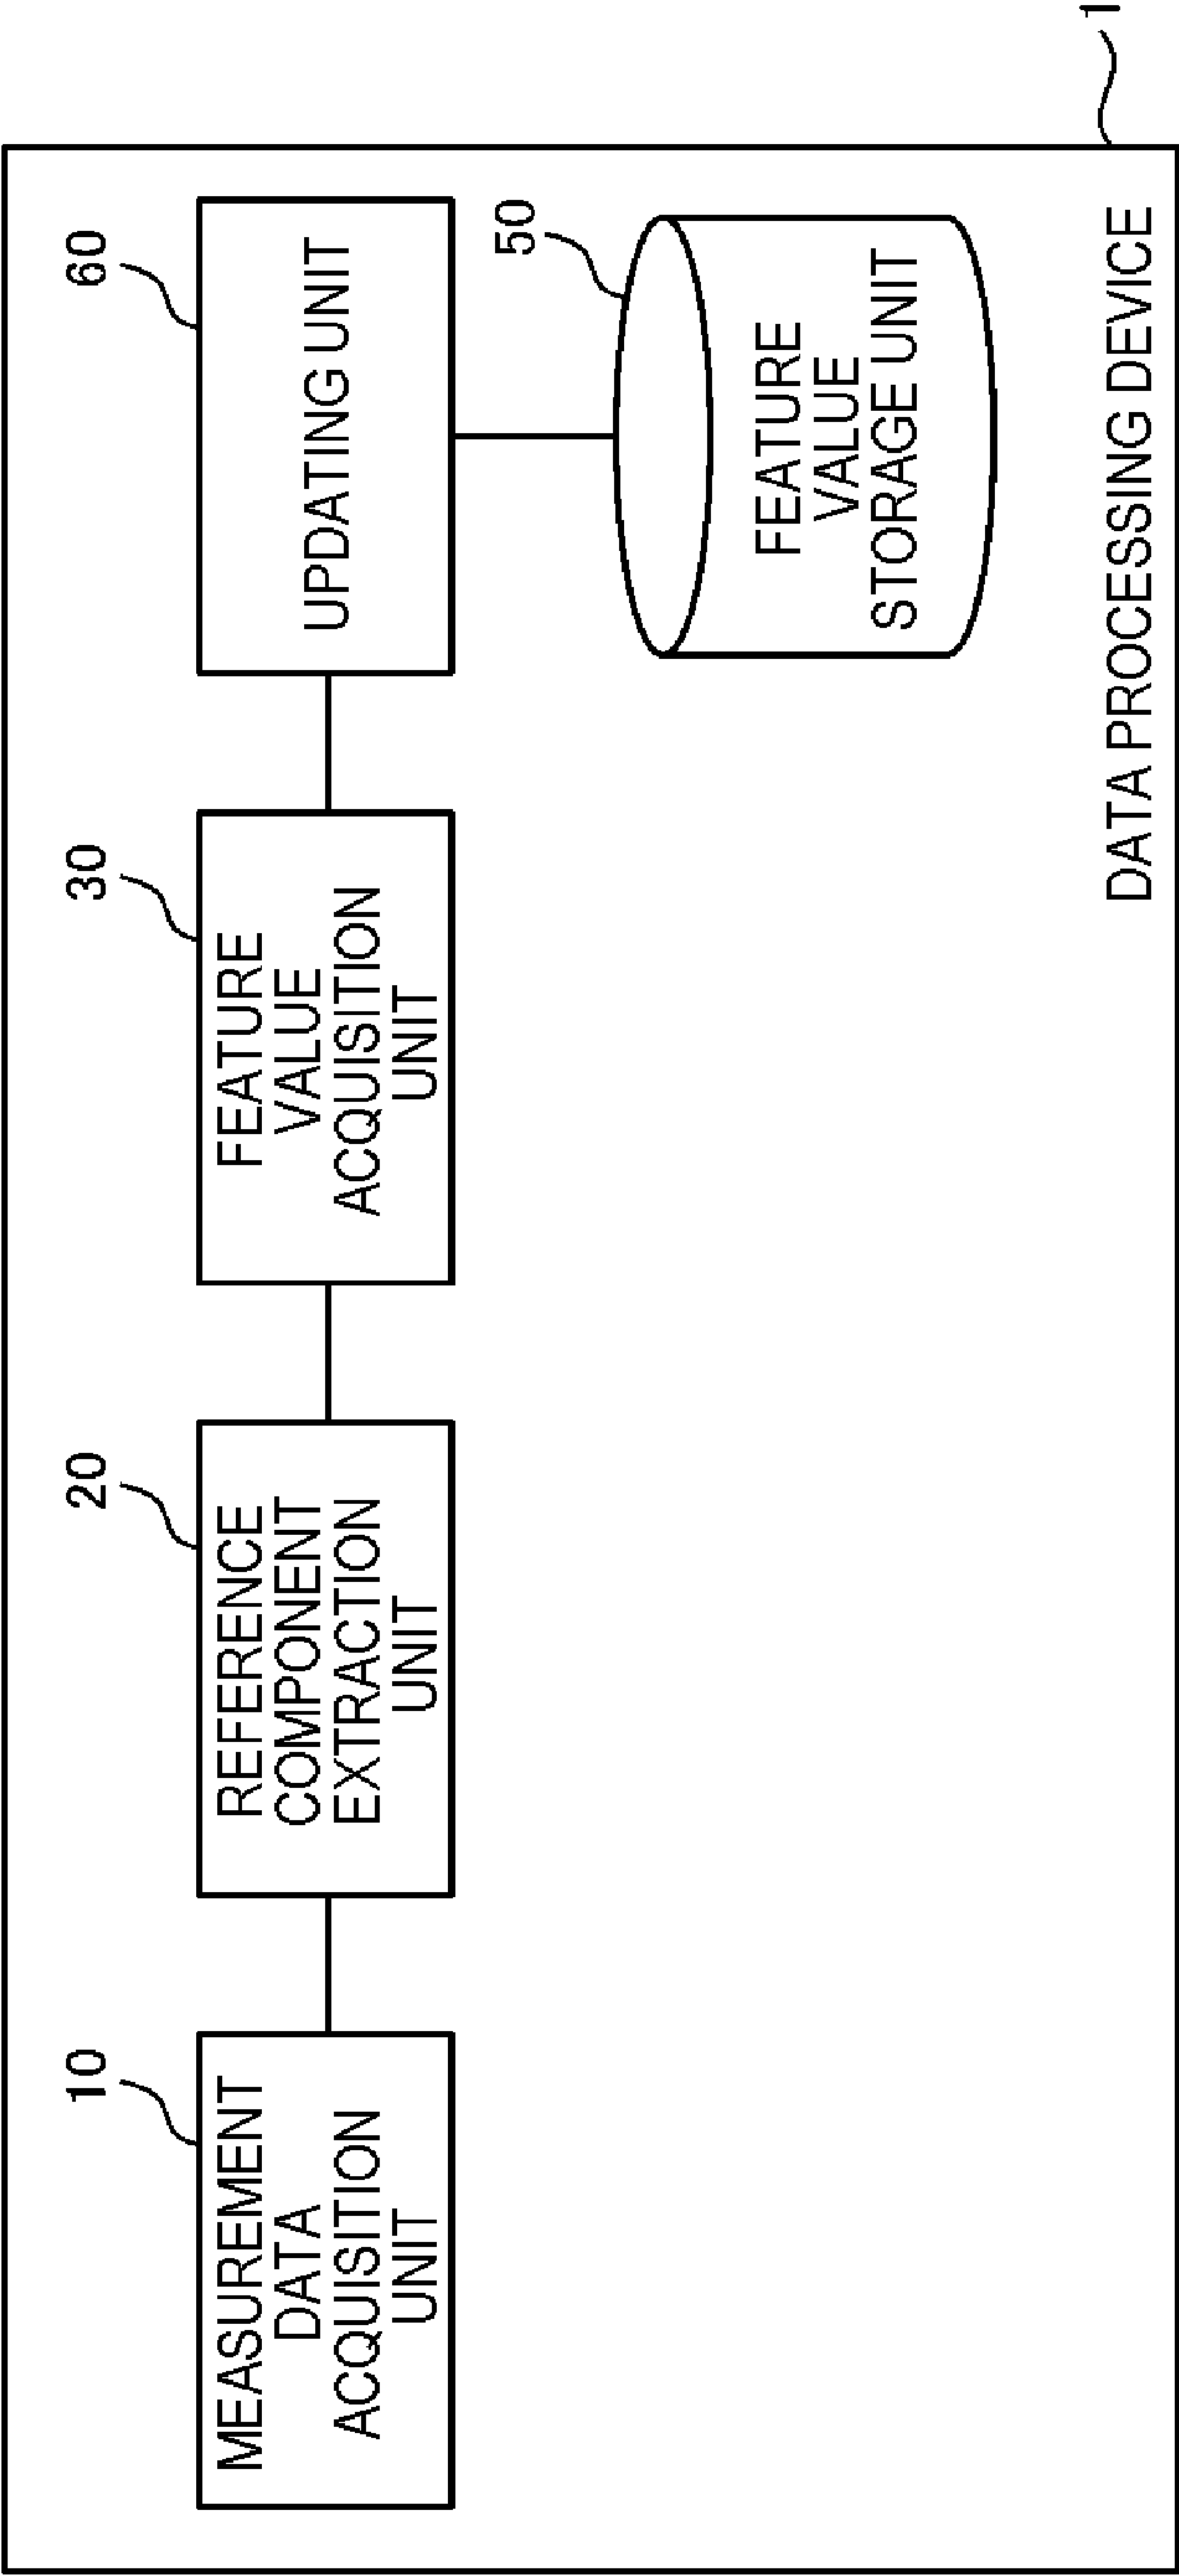 1
10
MEASUREMENT
DATA
ACQUISITION
UNIT
20
REFERENCE
COMPONENT
EXTRACTION
UNIT
30
FEATURE
VALUE
ACQUISITION
UNIT
60
UPDATING UNIT
50
FEATURE
VALUE
STORAGE UNIT
DATA PROCESSING DEVICE